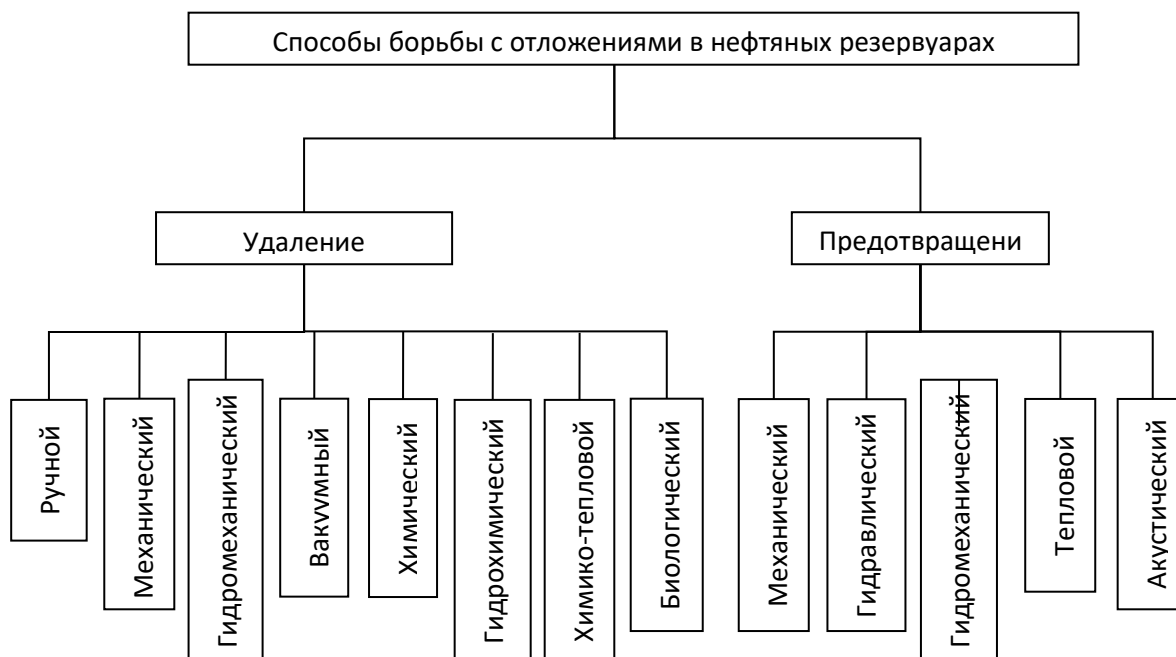 Способы борьбы с отложениями в нефтяных резервуарах
Удаление
Предотвращени
Ручной
Механический
Гидромеханический
Вакуумный
Химический
Гидрохимический
Химико-тепловой
Биологический
Механический
Гидравлический
Гидромеханический
Тепловой
Акустический